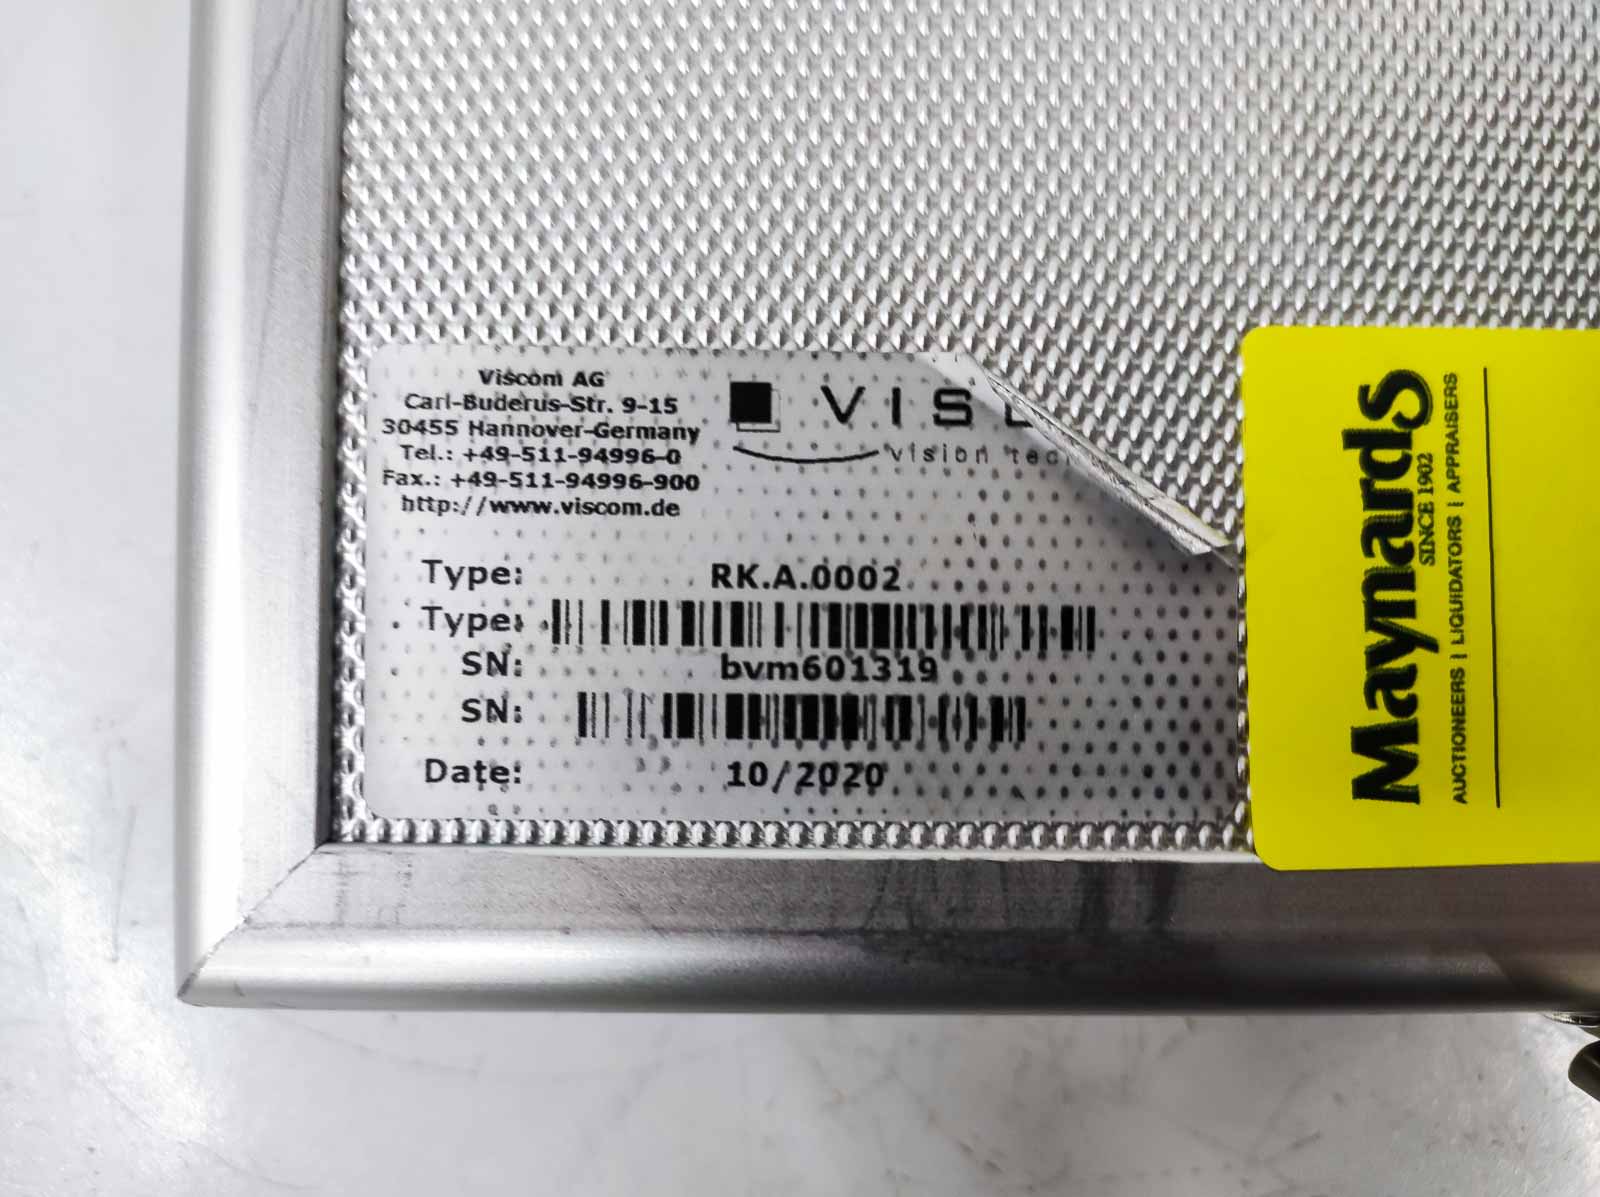 Viscom AG
Carl-Buderus-Str. 9-15
30455 Hannover-Germany
Tel.: +49-511-94996-0
Fax.: +49-511-94996-900
http://www.viscom.de
VIS
vision tec
Type: RK.A.0002
Type:
SN: bvm601319
SN:
Date: 10/2020
Maynards
SINCE 1902
AUCTIONEERS | LIQUIDATORS | APPRAISERS